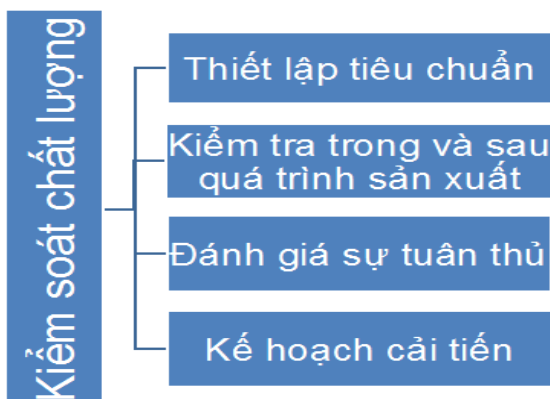 Kiểm soát chất lượng
Thiết lập tiêu chuẩn
Kiểm tra trong và sau
quá trình sản xuất
Đánh giá sự tuân thủ
Kế hoạch cải tiến